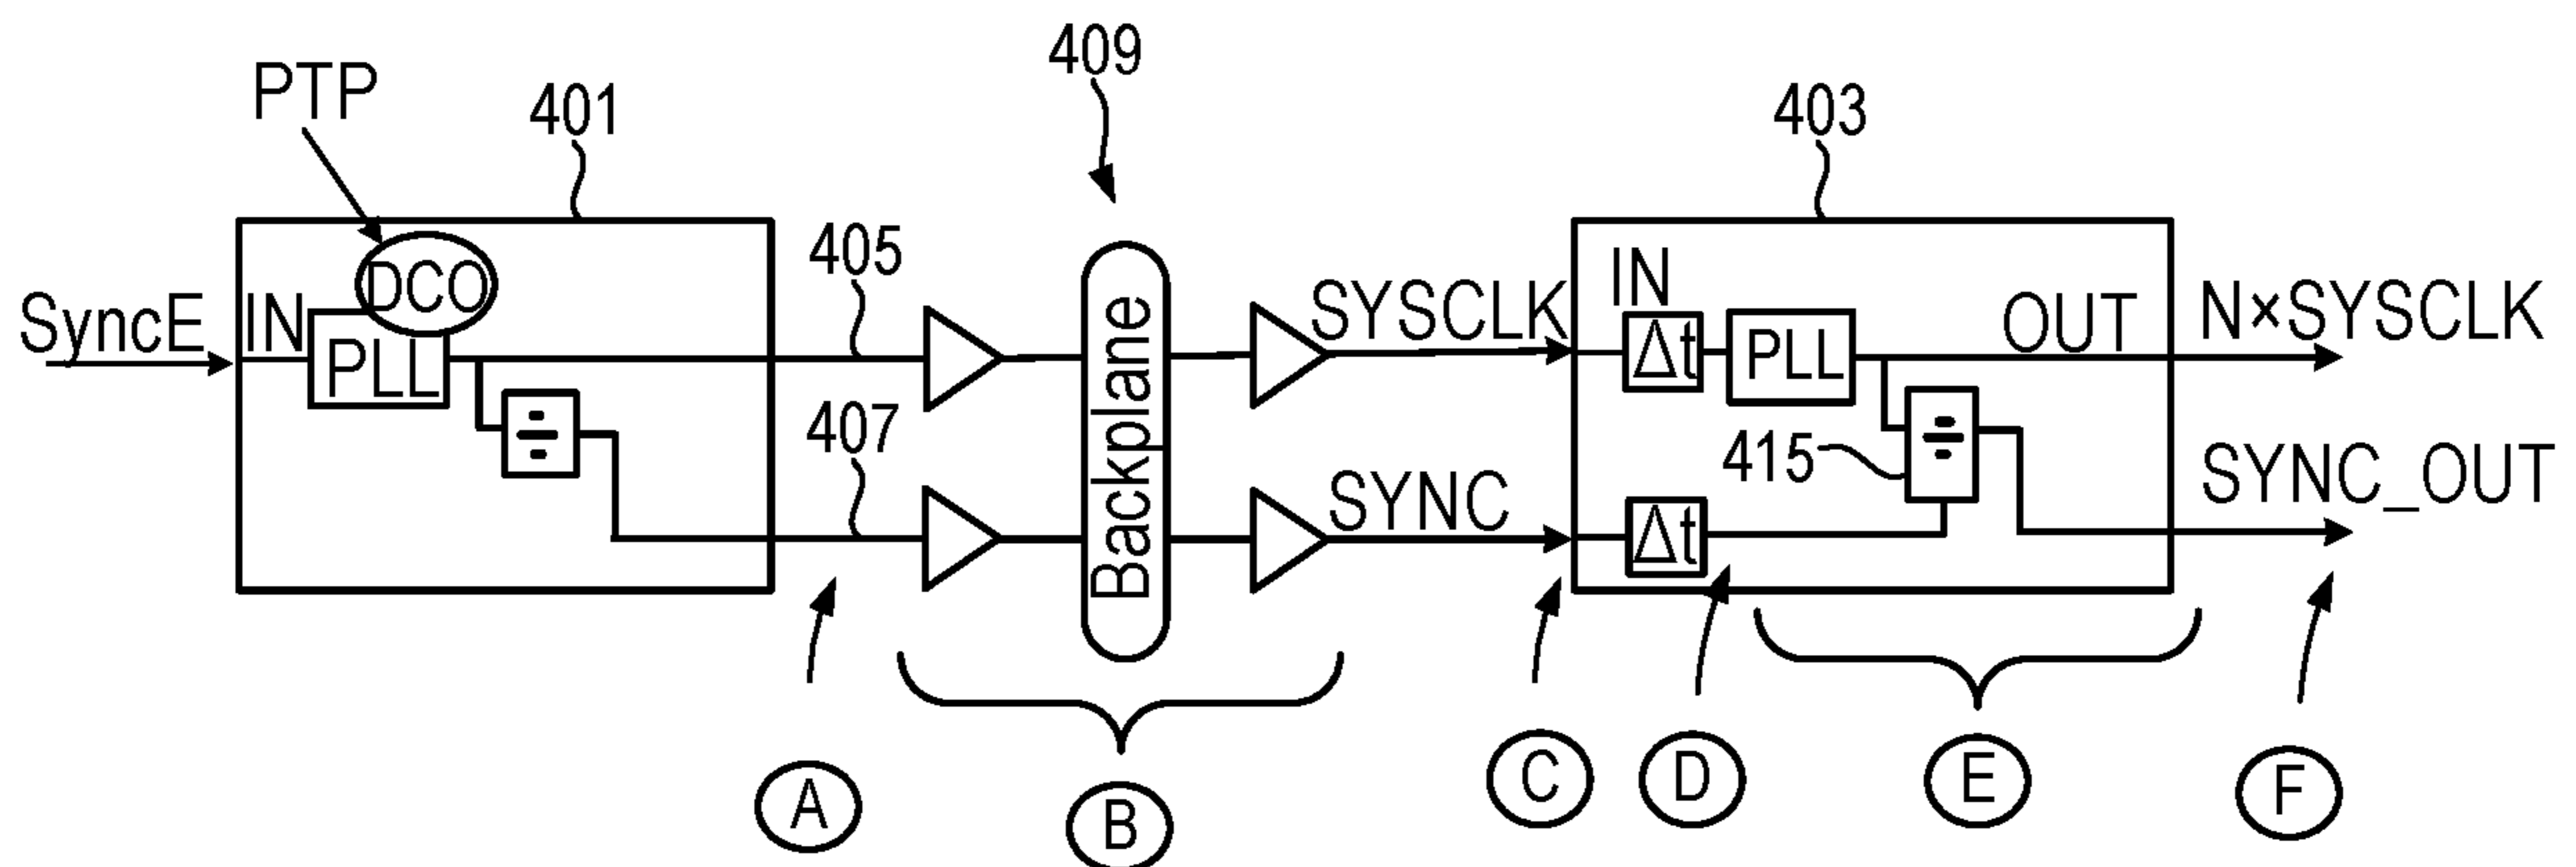 409
PTP
401
403
405
SyncE
IN
DCO
PLL
÷
407
Backplane
SYSCLK
SYNC
IN
Δt
PLL
OUT
N×SYSCLK
415
÷
SYNC_OUT
Δt
A
B
C
D
E
F